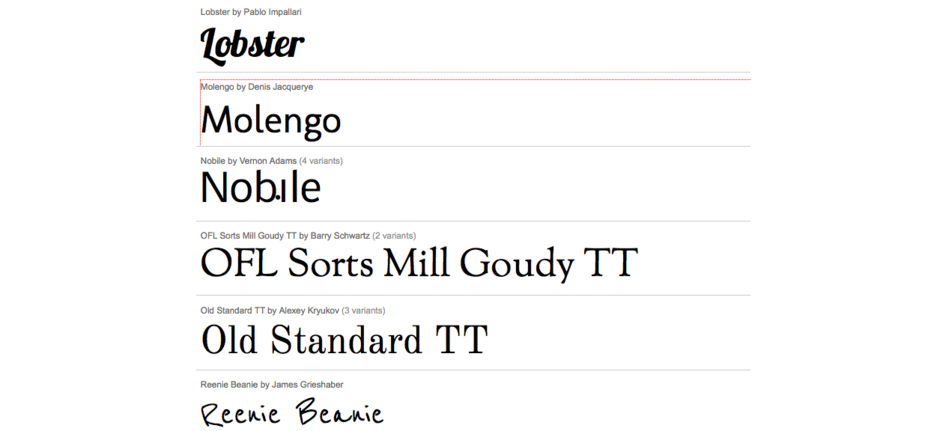 Lobster by Pablo Impallari
Lobster
Molengo by Denis Jacquerye
Molengo
Nobile by Vernon Adams (4 variants)
Nobile
OFL Sorts Mill Goudy TT by Barry Schwartz (2 variants)
OFL Sorts Mill Goudy TT
Old Standard TT by Alexey Kryukov (3 variants)
Old Standard TT
Reenie Beanie by James Grieshaber
Reenie Beanie